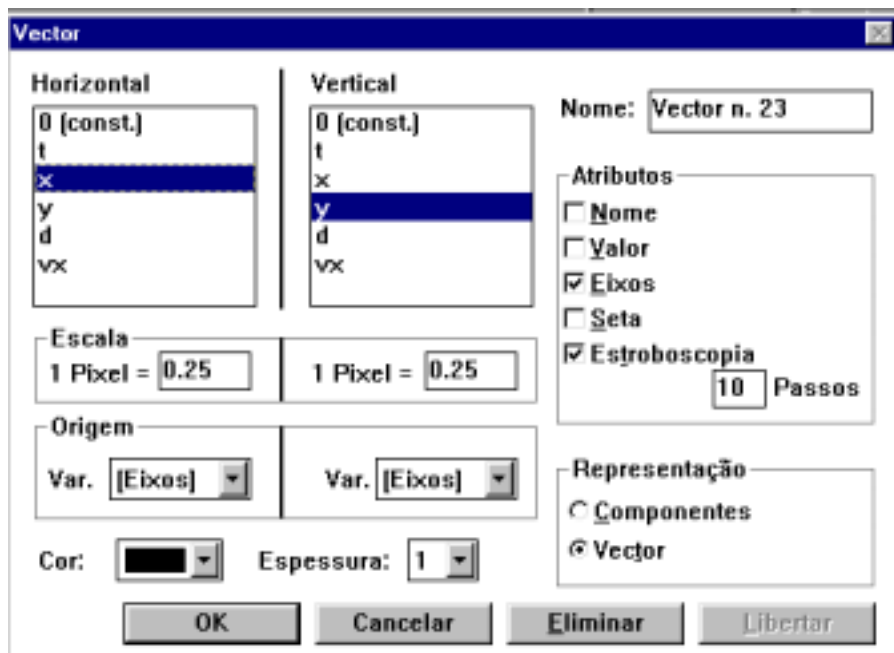 Vector
Horizontal
0 (const.)
t
x
y
d
vx
Vertical
0 (const.)
t
x
y
d
vx
Nome: Vector n. 23
Atributos
Nome
Valor
Eixos
Seta
Estroboscopia
10 Passos
Escala
1 Pixel = 0.25
1 Pixel = 0.25
Origem
Var. (Eixos)
Var. (Eixos)
Representação
Componentes
Vector
Cor:
Espessura: 1
OK
Cancelar
Eliminar
Libertar